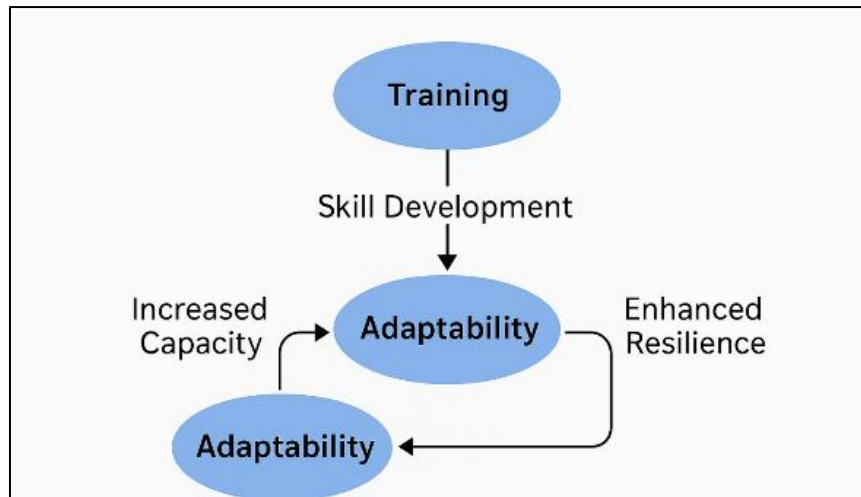 Training
Skill Development
Increased
Capacity
Adaptability
Enhanced
Resilience
Adaptability